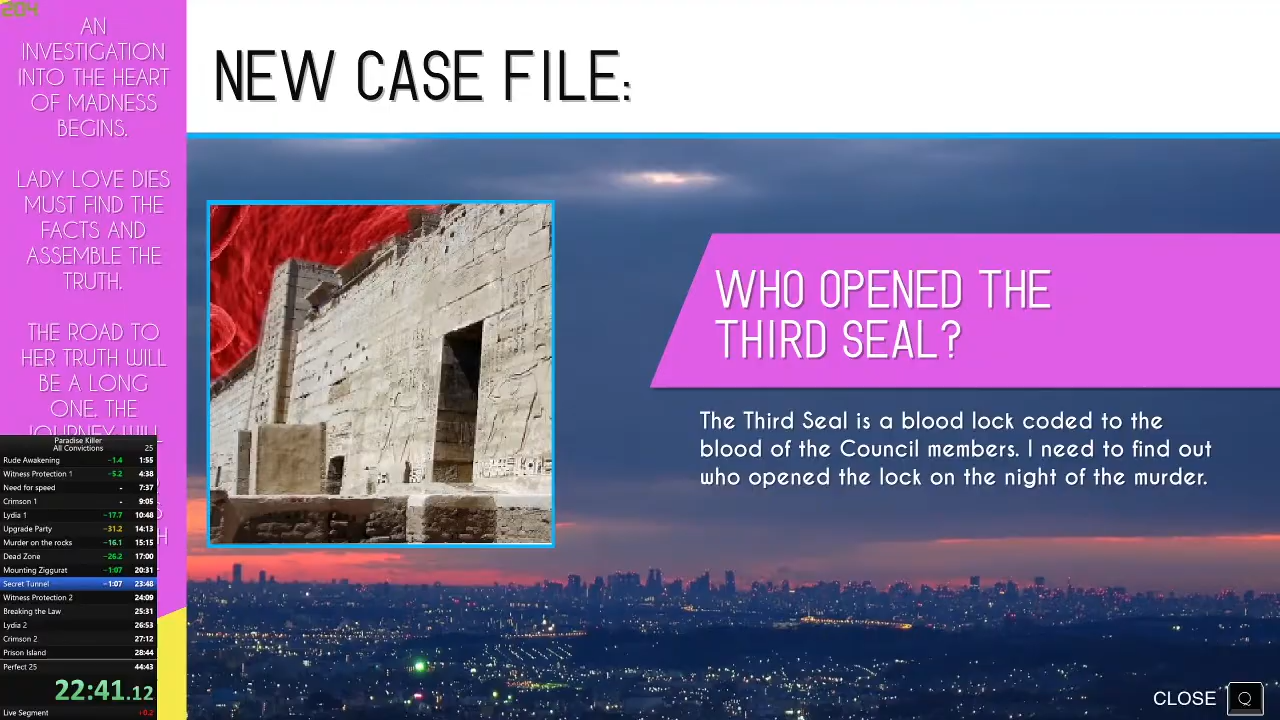 204
AN
INVESTIGATION
INTO THE HEART
OF MADNESS
BEGINS.
LADY LOVE DIES
MUST FIND THE
FACTS AND
ASSEMBLE THE
TRUTH.
THE ROAD TO
HER TRUTH WILL
BE A LONG
ONE. THE
JOURNEY WILL
NEW CASE FILE:
WHO OPENED THE
THIRD SEAL?
The Third Seal is a blood lock coded to the
blood of the Council members. I need to find out
who opened the lock on the night of the murder.
CLOSE Q
Paradise Killer
All Convictions 25
Rude Awakening -1.4 1:55
Witness Protection 1 -5.2 4:38
Need for speed - 7:37
Crimson 1 - 9:05
Lydia 1 -17.7 10:48
Upgrade Party -31.2 14:13
Murder on the rocks -16.1 15:15
Dead Zone -26.2 17:00
Mounting Ziggurat -1:07 20:31
Secret Tunnel -1:07 23:48
Witness Protection 2 24:09
Breaking the Law 25:31
Lydia 2 26:53
Crimson 2 27:12
Prison Island 28:44
Perfect 25 44:43
22:41.12
Live Segment +0.2